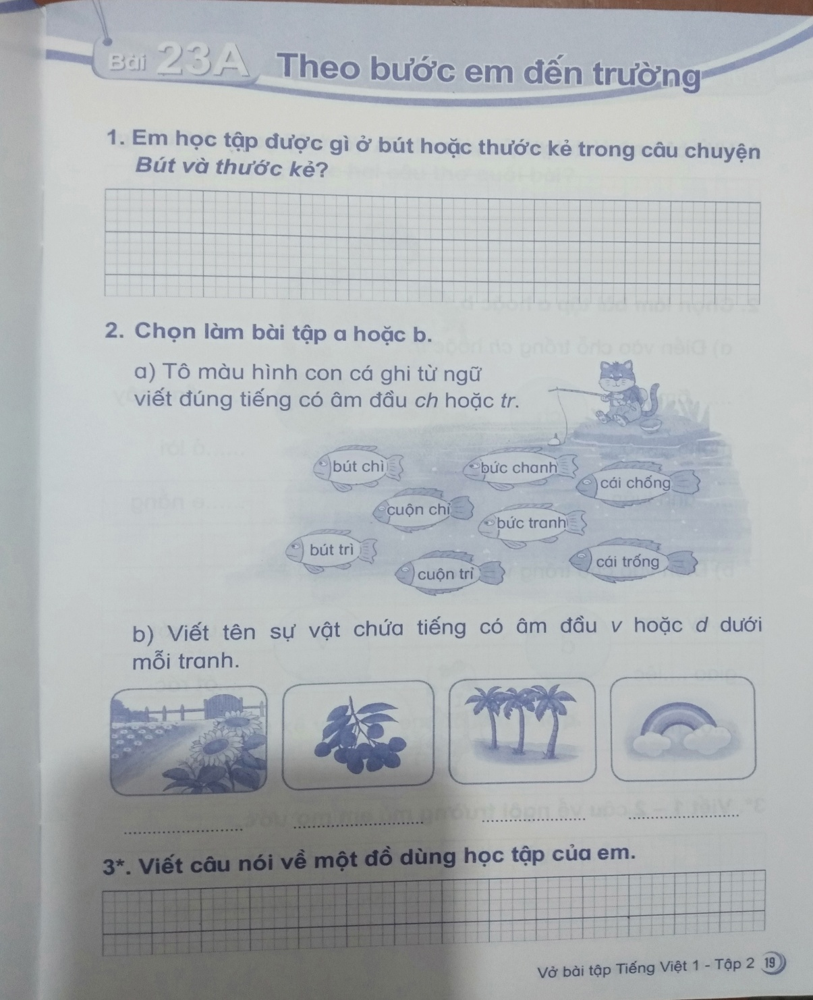 Bài 23A Theo bước em đến trường
1. Em học tập được gì ở bút hoặc thước kẻ trong câu chuyện
Bút và thước kẻ?
2. Chọn làm bài tập a hoặc b.
a) Tô màu hình con cá ghi từ ngữ
viết đúng tiếng có âm đầu ch hoặc tr.
bút chì
bức chanh
cái chống
cuộn chỉ
bức tranh
bút trì
cuộn trỉ
cái trống
b) Viết tên sự vật chứa tiếng có âm đầu v hoặc d dưới
mỗi tranh.
3*. Viết câu nói về một đồ dùng học tập của em.
Vở bài tập Tiếng Việt 1 - Tập 2 19